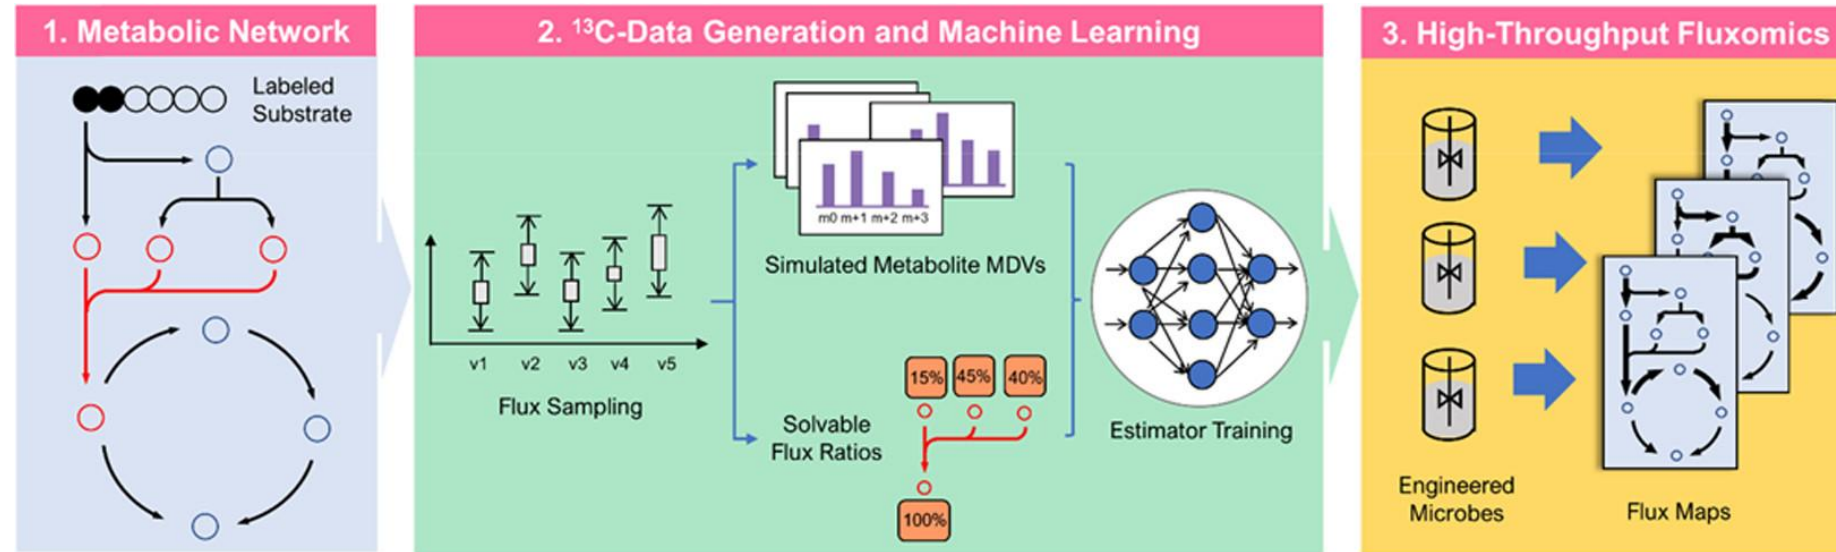 1. Metabolic Network
Labeled
Substrate
2. ¹³C-Data Generation and Machine Learning
m0 m+1 m+2 m+3
Simulated Metabolite MDVs
v1 v2 v3 v4 v5
Flux Sampling
15% 45% 40%
Solvable
Flux Ratios
100%
Estimator Training
3. High-Throughput Fluxomics
Engineered
Microbes
Flux Maps